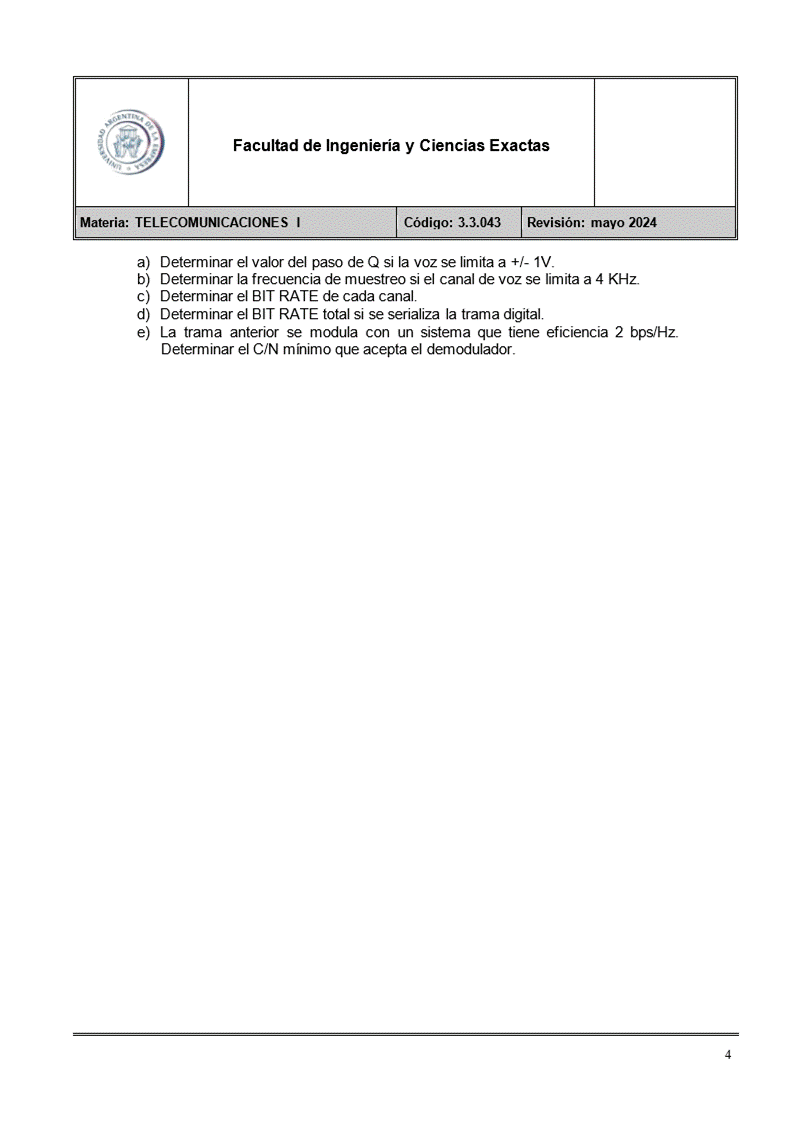 UNIVERSIDAD ARGENTINA DE LA EMPRESA
Facultad de Ingeniería y Ciencias Exactas
Materia: TELECOMUNICACIONES I Código: 3.3.043 Revisión: mayo 2024
a) Determinar el valor del paso de Q si la voz se limita a +/- 1V.
b) Determinar la frecuencia de muestreo si el canal de voz se limita a 4 KHz.
c) Determinar el BIT RATE de cada canal.
d) Determinar el BIT RATE total si se serializa la trama digital.
e) La trama anterior se modula con un sistema que tiene eficiencia 2 bps/Hz.
Determinar el C/N mínimo que acepta el demodulador.
4